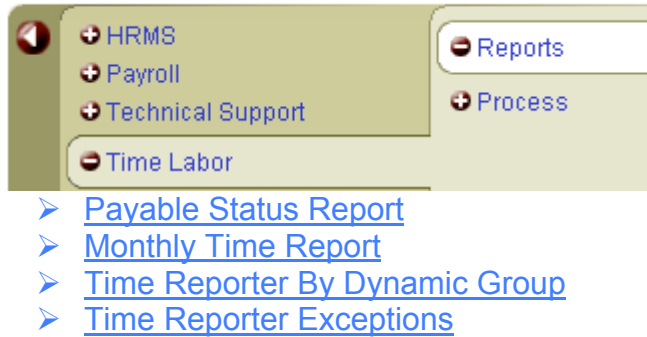 HRMS
Payroll
Technical Support
Time Labor
Reports
Process
Payable Status Report
Monthly Time Report
Time Reporter By Dynamic Group
Time Reporter Exceptions